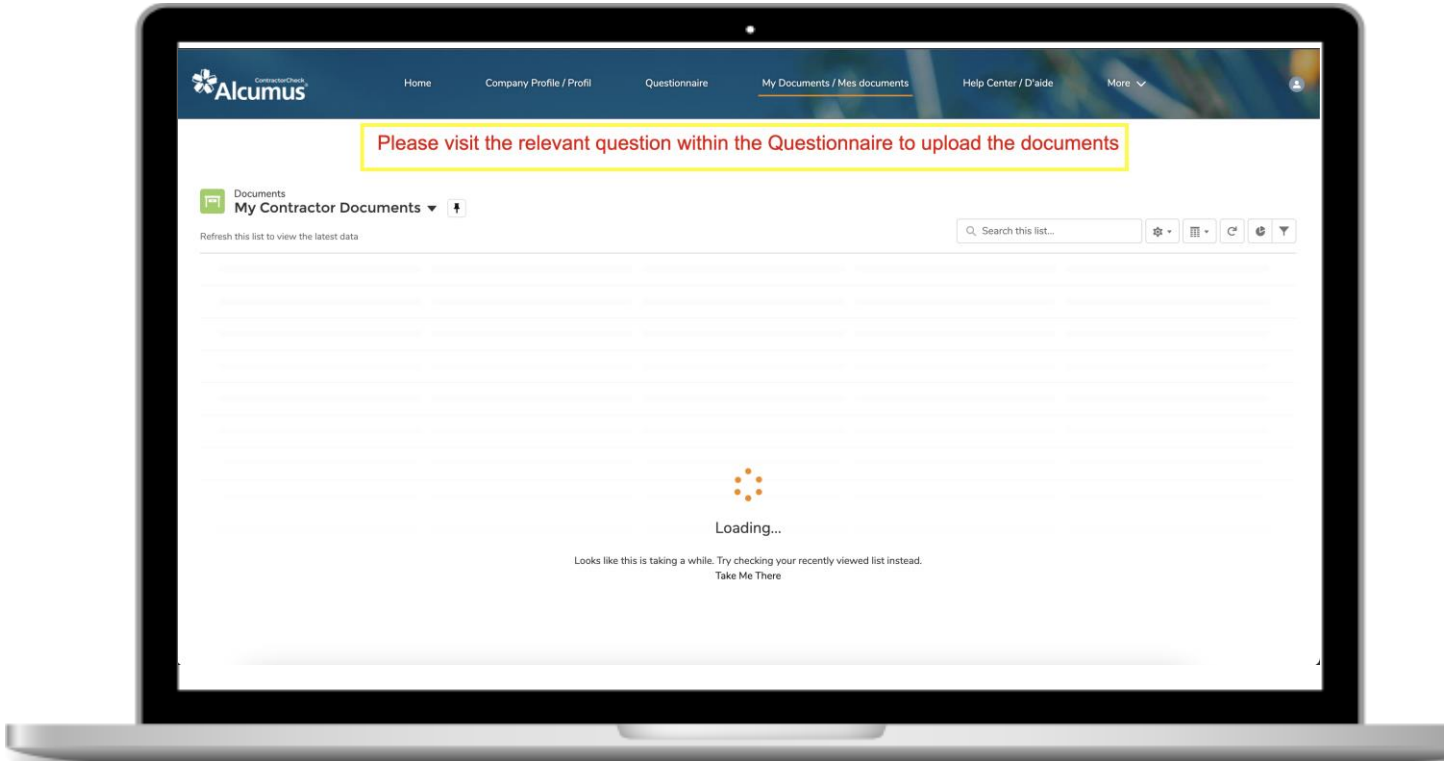 ContractorCheck
Alcumus
Home
Company Profile / Profil
Questionnaire
My Documents / Mes documents
Help Center / D'aide
More
Please visit the relevant question within the Questionnaire to upload the documents
Documents
My Contractor Documents
Refresh this list to view the latest data
Search this list...
Loading...
Looks like this is taking a while. Try checking your recently viewed list instead.
Take Me There